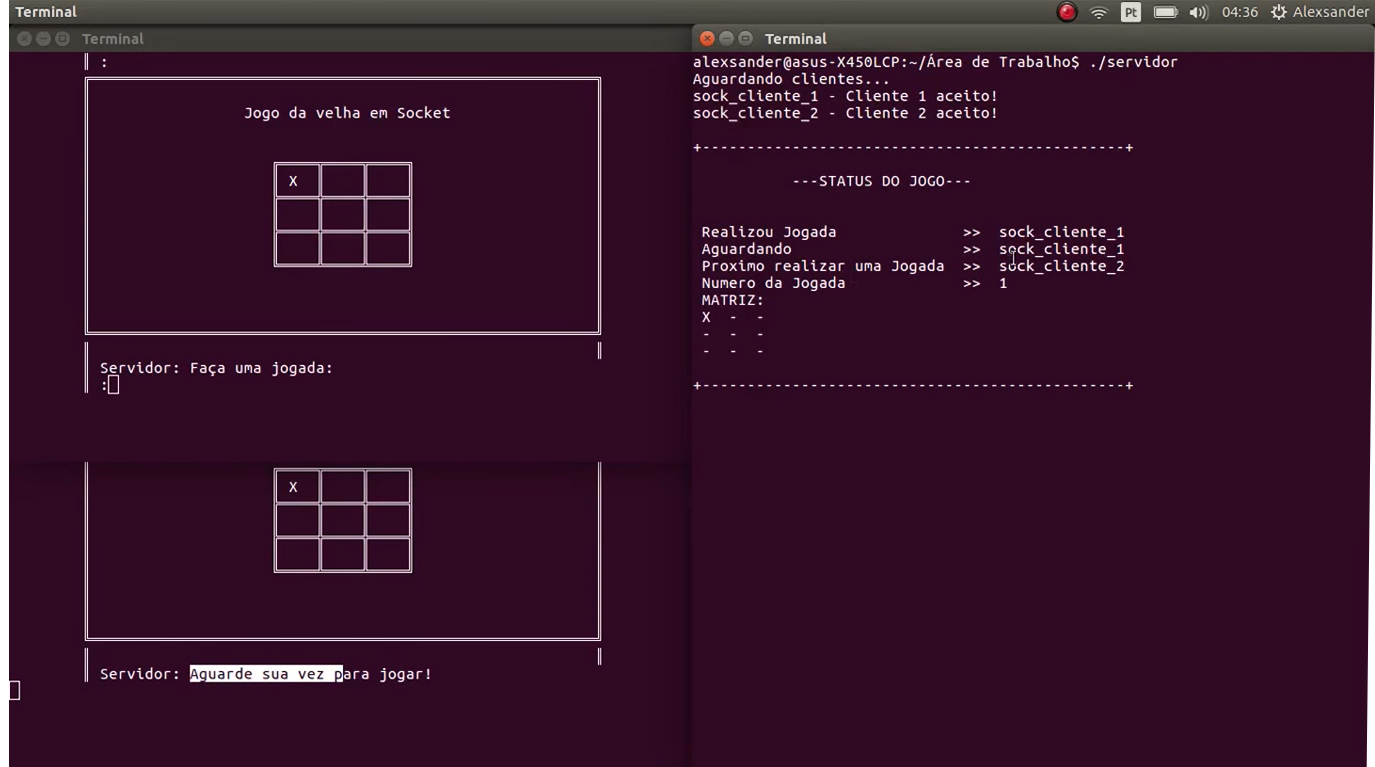 Terminal
Pt
04:36
Alexsander
Terminal
:
Jogo da velha em Socket
X
Servidor: Faça uma jogada:
:
X
Servidor: Aguarde sua vez para jogar!
Terminal
alexsander@asus-X450LCP:~/Área de Trabalho$ ./servidor
Aguardando clientes...
sock_cliente_1 - Cliente 1 aceito!
sock_cliente_2 - Cliente 2 aceito!
+-----------------------------------------------+
---STATUS DO JOGO---
Realizou Jogada >> sock_cliente_1
Aguardando >> sock_cliente_1
Proximo realizar uma Jogada >> sock_cliente_2
Numero da Jogada >> 1
MATRIZ:
X - -
- - -
- - -
+-----------------------------------------------+